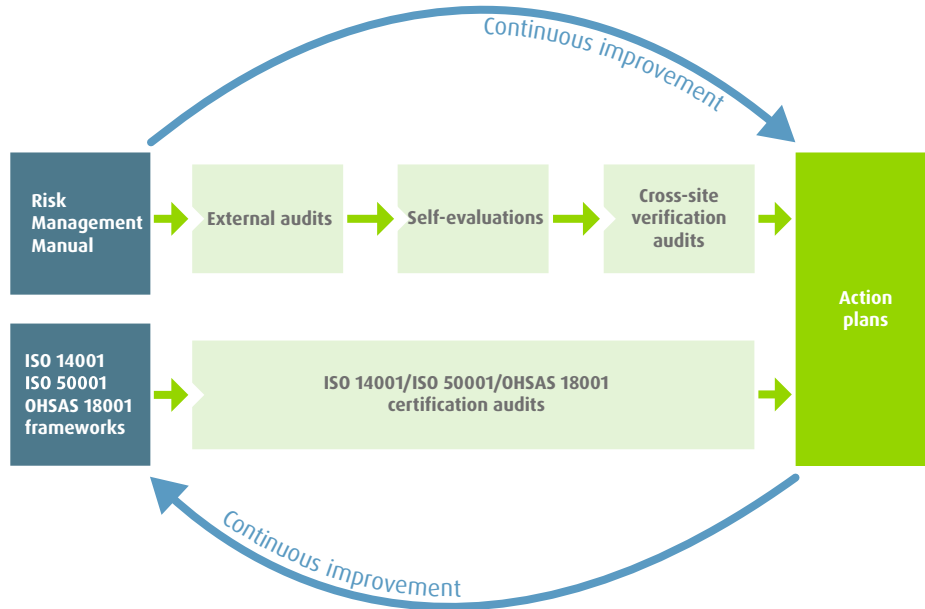 Continuous improvement
Risk
Management
Manual
External audits
Self-evaluations
Cross-site
verification
audits
Action
plans
ISO 14001
ISO 50001
OHSAS 18001
frameworks
ISO 14001/ISO 50001/OHSAS 18001
certification audits
Continuous improvement